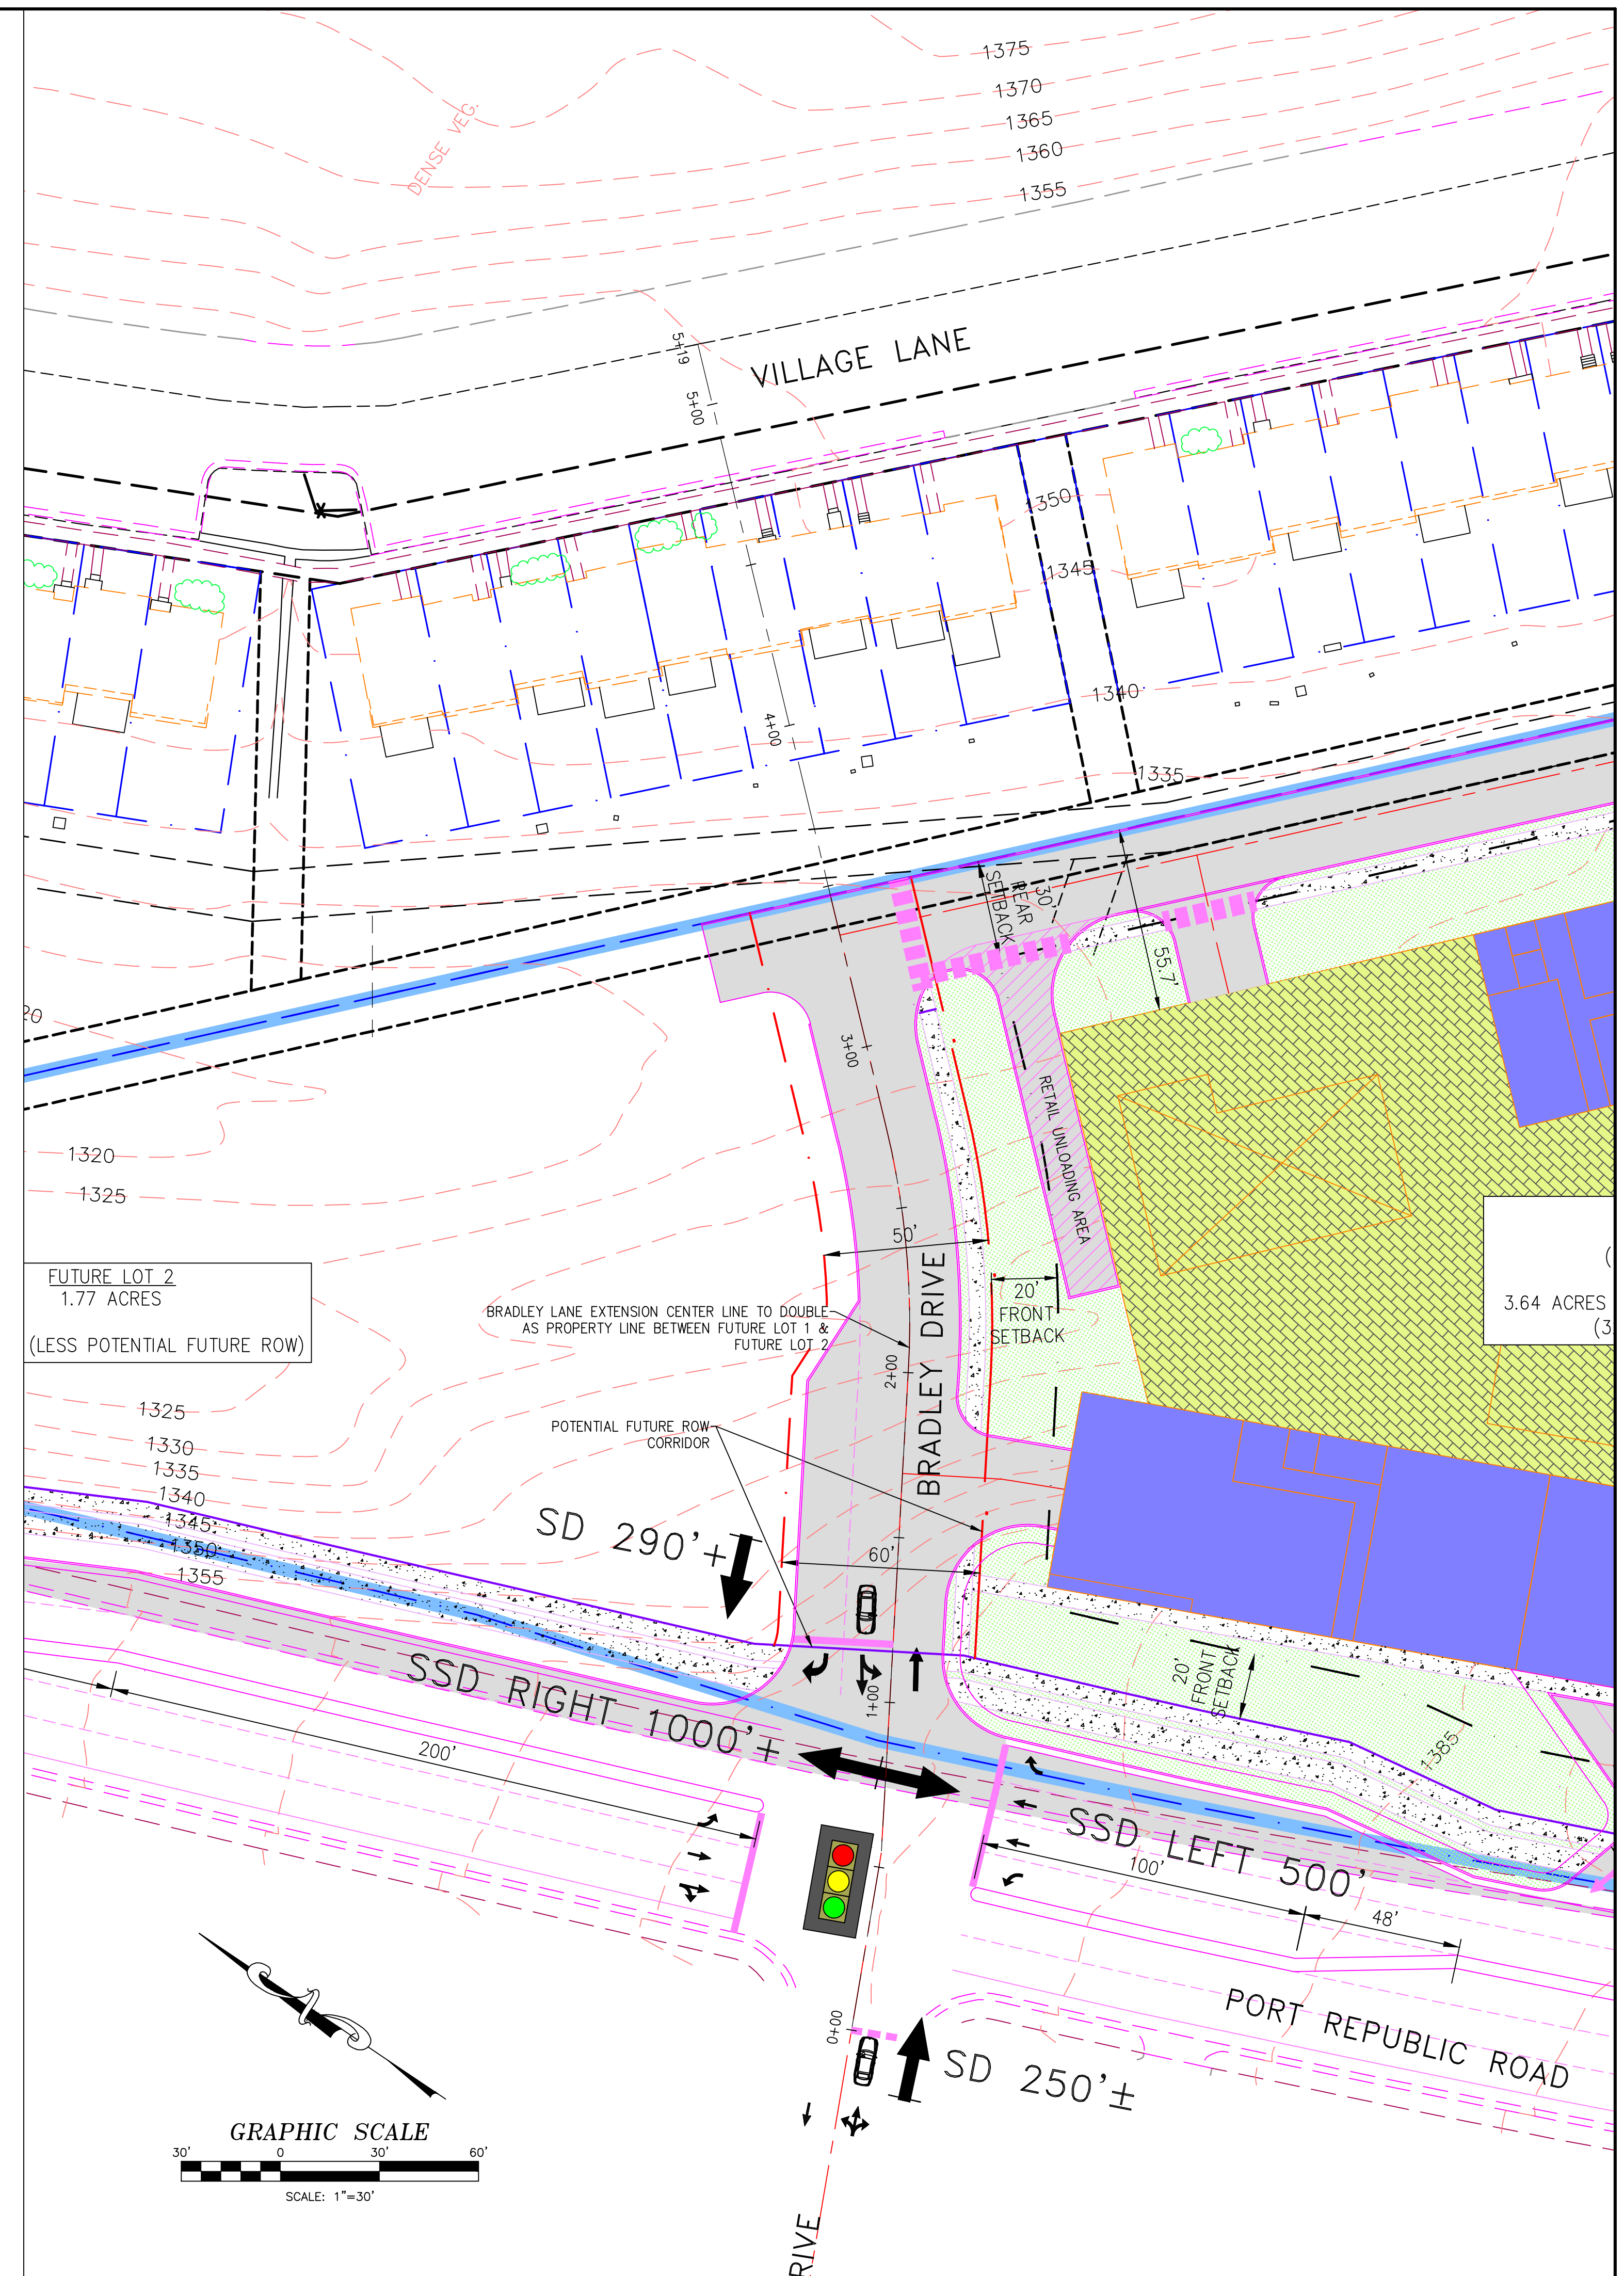 1375
1370
1365
1360
1355
DENSE VEG.
VILLAGE LANE
5+19
5+00
1350
1345
1340
4+00
1335
30'
REAR
SETBACK
55.7'
20
3+00
RETAIL UNLOADING AREA
1320
1325
50'
FUTURE LOT 2
1.77 ACRES
(LESS POTENTIAL FUTURE ROW)
BRADLEY LANE EXTENSION CENTER LINE TO DOUBLE
AS PROPERTY LINE BETWEEN FUTURE LOT 1 &
FUTURE LOT 2
BRADLEY DRIVE
20'
FRONT
SETBACK
(
3.64 ACRES
(3
2+00
POTENTIAL FUTURE ROW
CORRIDOR
1325
1330
1335
1340
1345
1350
1355
SD 290'+
60'
20'
FRONT
SETBACK
1+00
SSD RIGHT 1000'+
200'
1385
SSD LEFT 500'
100'
48'
PORT REPUBLIC ROAD
0+00
SD 250'±
GRAPHIC SCALE
30' 0 30' 60'
SCALE: 1"=30'
RIVE